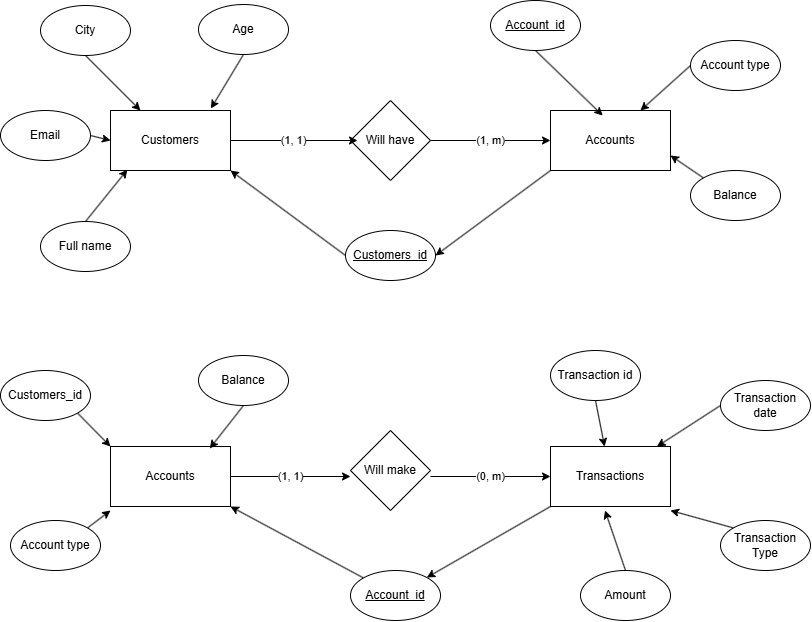 City
Age
Account_id
Account type
Email
Customers
(1, 1)
Will have
(1, m)
Accounts
Balance
Full name
Customers_id
Customers_id
Balance
Transaction id
Transaction
date
Accounts
(1, 1)
Will make
(0, m)
Transactions
Account type
Transaction
Type
Account_id
Amount